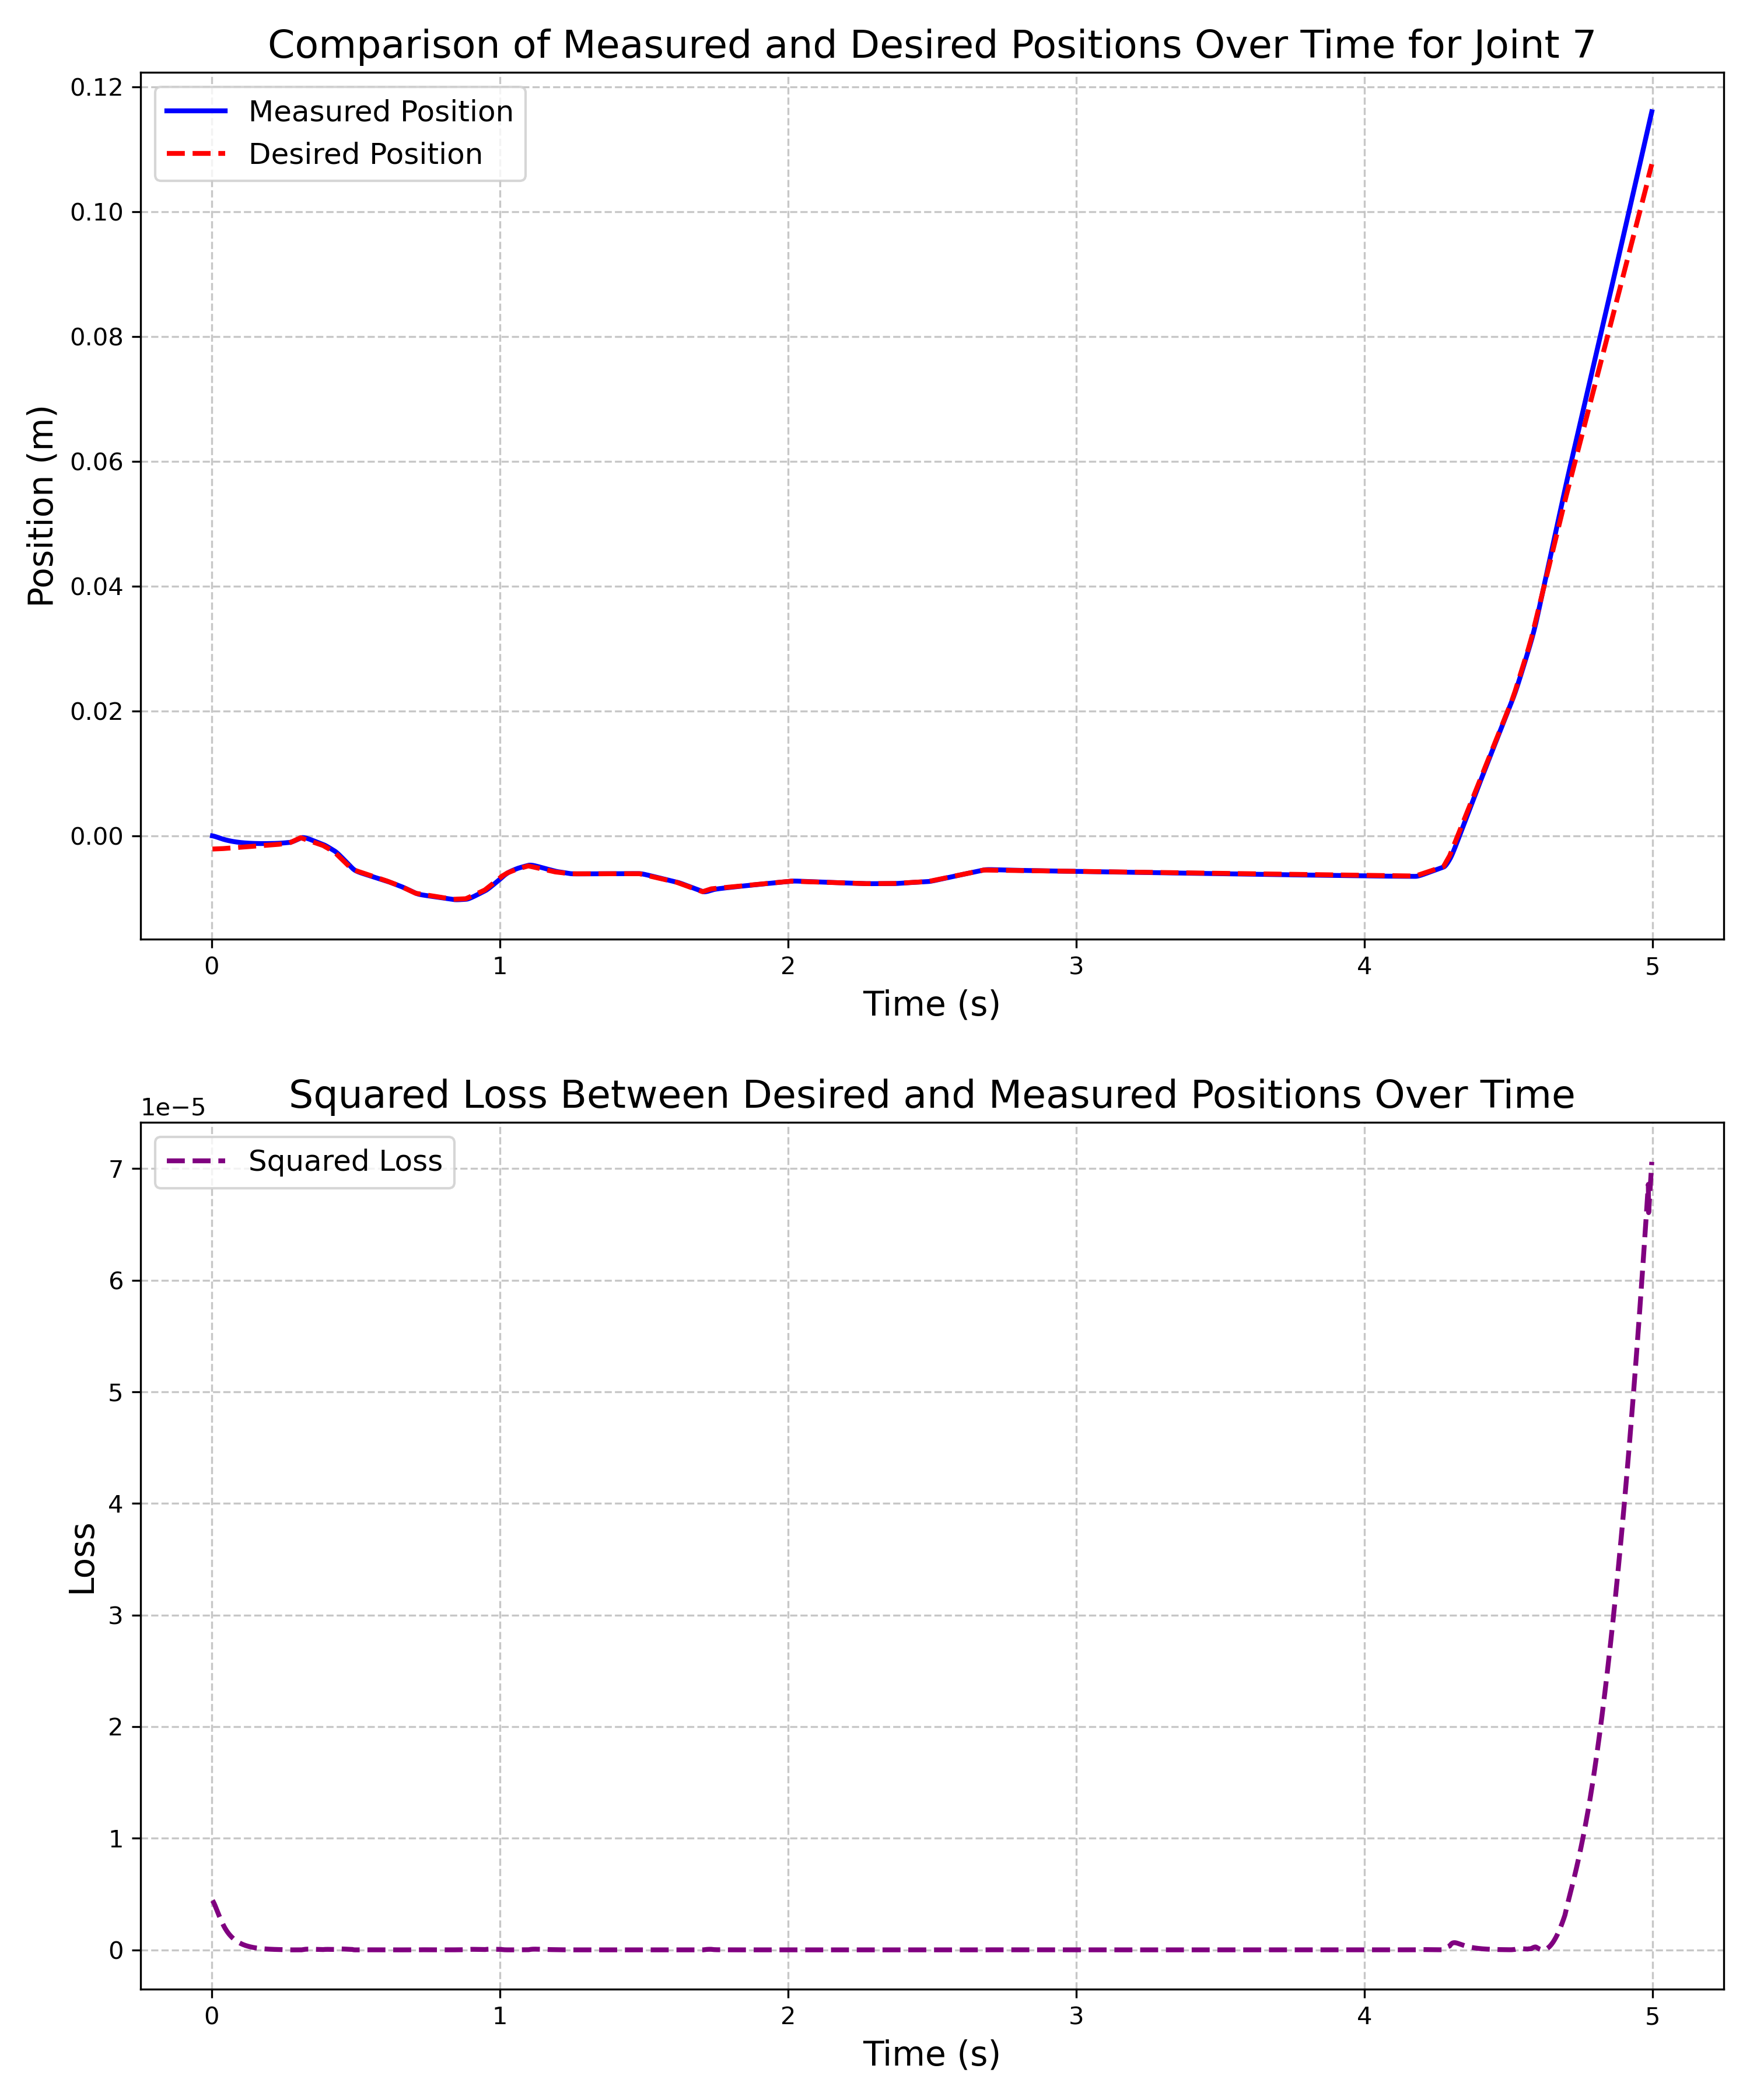 Comparison of Measured and Desired Positions Over Time for Joint 7
0.12
Measured Position
Desired Position
0.10
0.08
0.06
0.04
0.02
0.00
Position (m)
0 1 2 3 4 5
Time (s)
Squared Loss Between Desired and Measured Positions Over Time
1e−5
Squared Loss
7
6
5
4
3
2
1
0
Loss
0 1 2 3 4 5
Time (s)